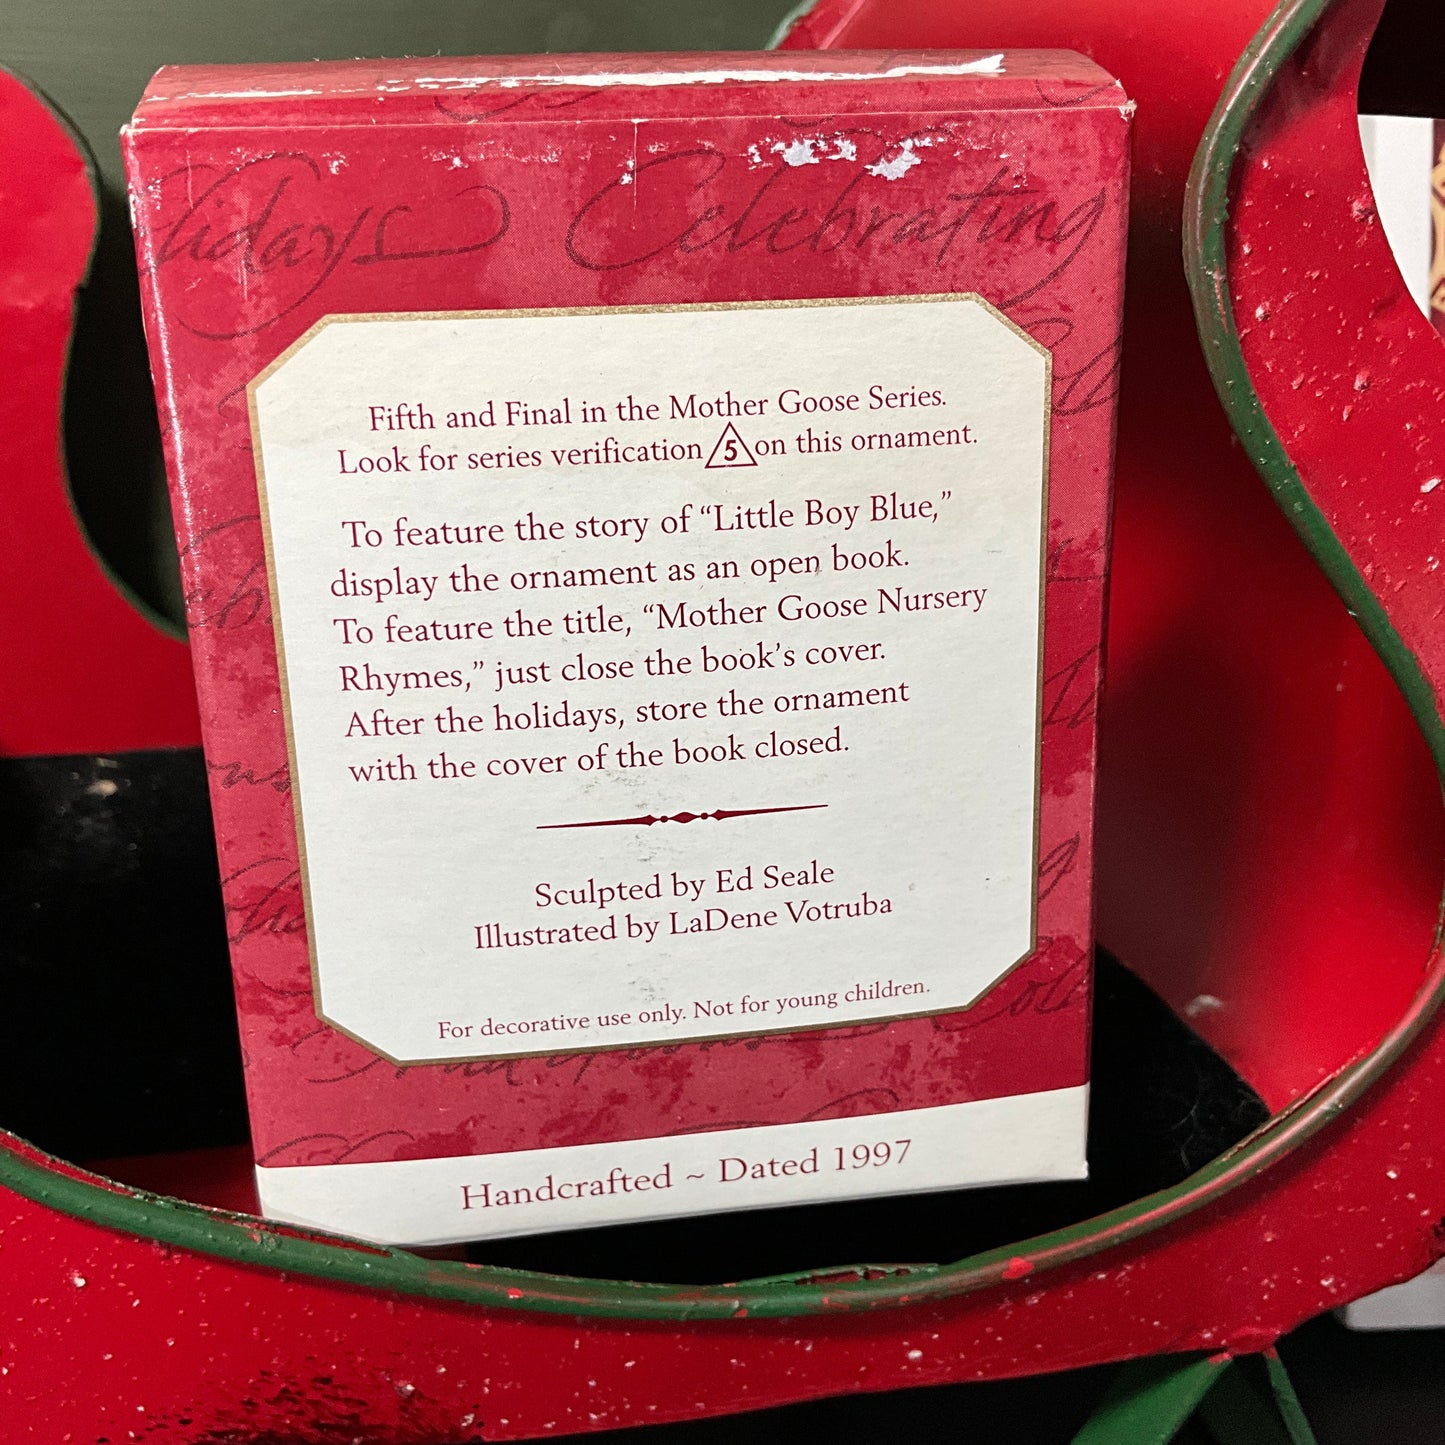 lidays Celebrating
Fifth and Final in the Mother Goose Series.
Look for series verification 5 on this ornament.
To feature the story of “Little Boy Blue,”
display the ornament as an open book.
To feature the title, “Mother Goose Nursery
Rhymes,” just close the book’s cover.
After the holidays, store the ornament
with the cover of the book closed.
Sculpted by Ed Seale
Illustrated by LaDene Votruba
For decorative use only. Not for young children.
Handcrafted ~ Dated 1997